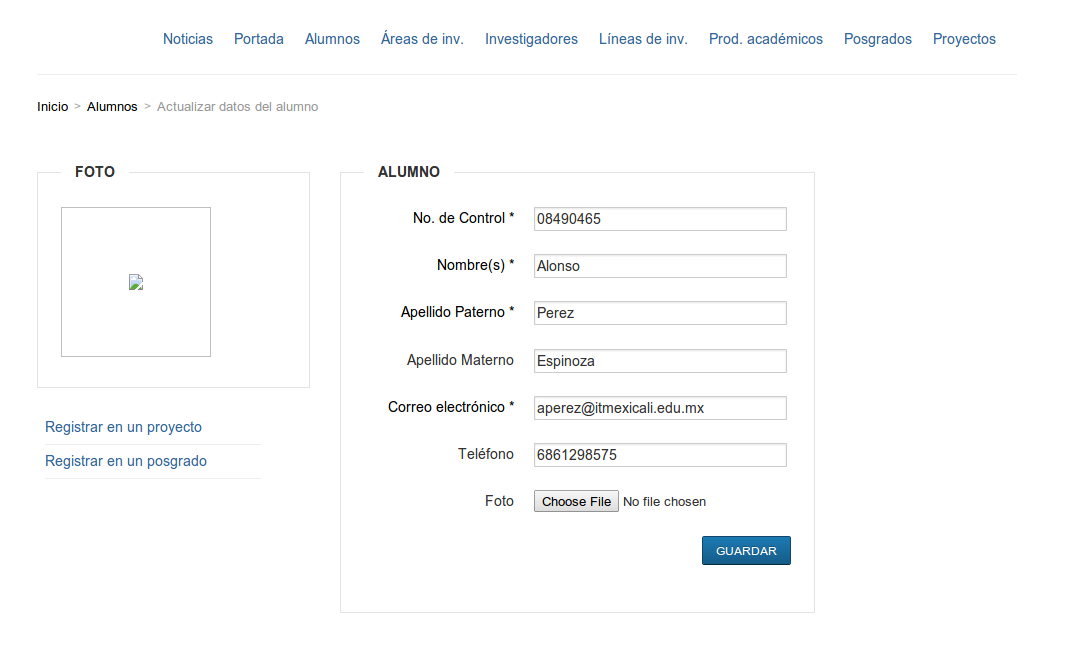 Noticias Portada Alumnos Áreas de inv. Investigadores Líneas de inv. Prod. académicos Posgrados Proyectos
Inicio > Alumnos > Actualizar datos del alumno
FOTO
Registrar en un proyecto
Registrar en un posgrado
ALUMNO
No. de Control * 08490465
Nombre(s) * Alonso
Apellido Paterno * Perez
Apellido Materno Espinoza
Correo electrónico * aperez@itmexicali.edu.mx
Teléfono 6861298575
Foto Choose File No file chosen
GUARDAR